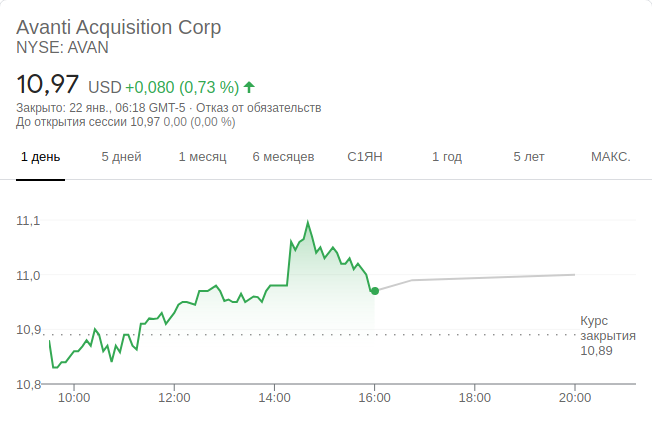 Avanti Acquisition Corp
NYSE: AVAN
10,97 USD +0,080 (0,73 %)
Закрыто: 22 янв., 06:18 GMT-5 · Отказ от обязательств
До открытия сессии 10,97 0,00 (0,00 %)
1 день 5 дней 1 месяц 6 месяцев С1ЯН 1 год 5 лет МАКС.
11,1
11,0
10,9
Курс
закрытия
10,89
10,8
10:00 12:00 14:00 16:00 18:00 20:00